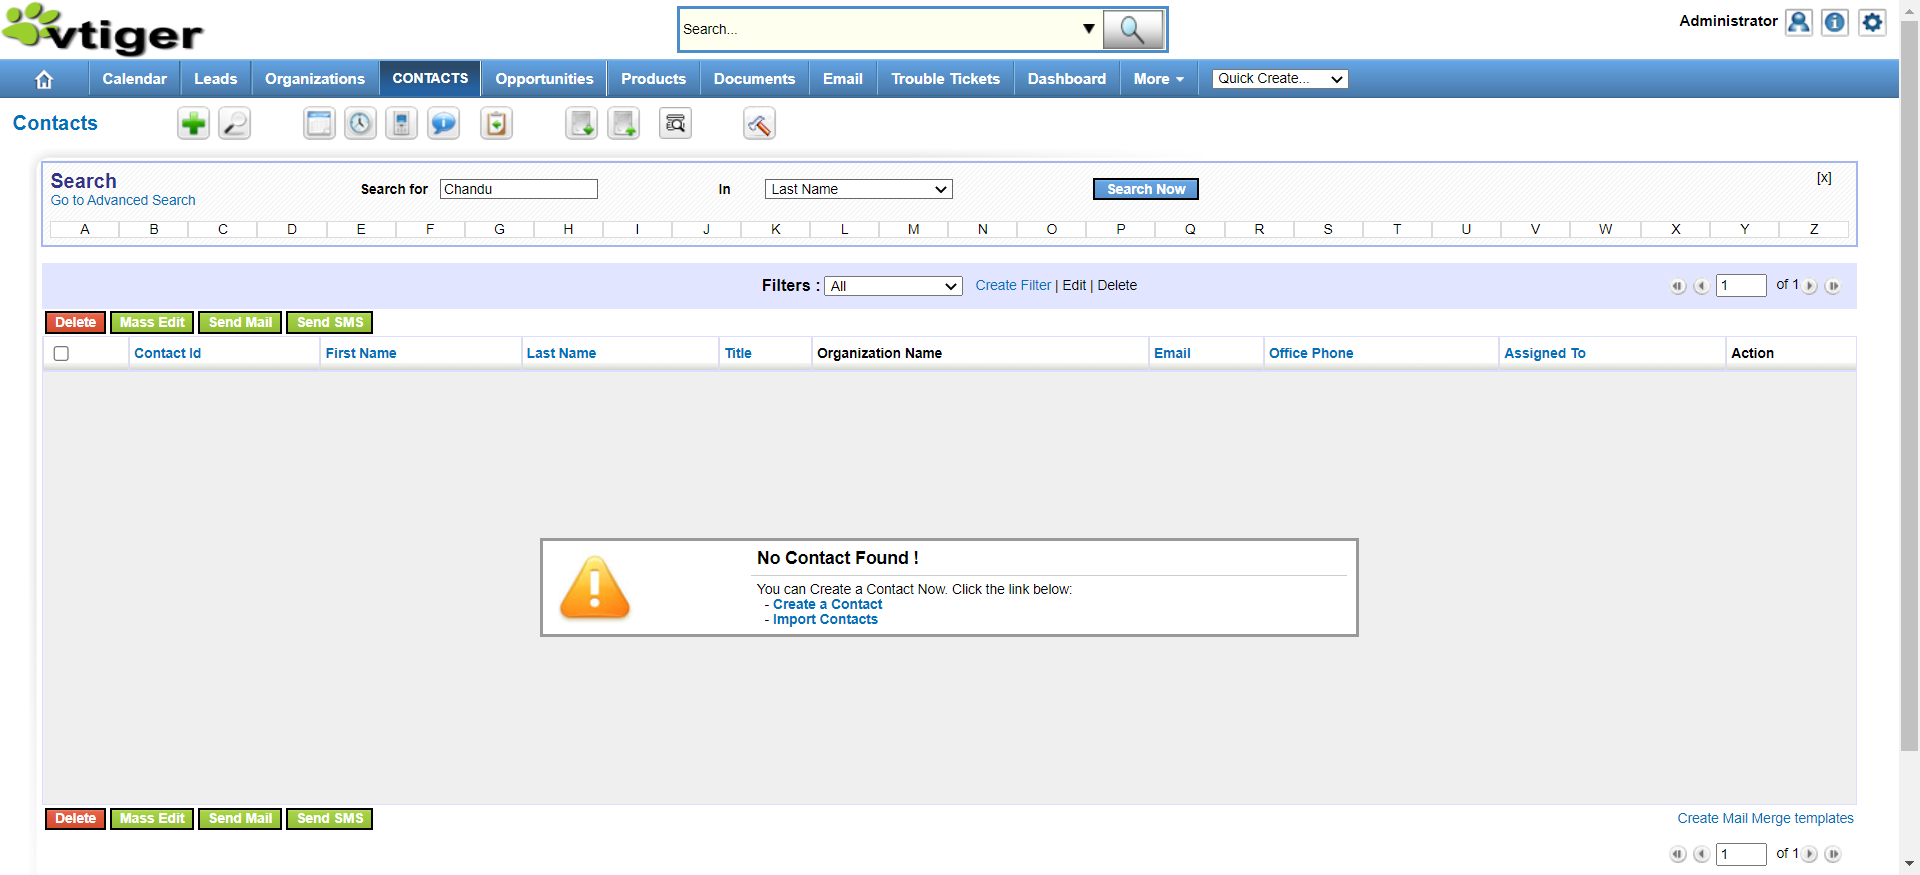 vtiger
Search...
Administrator
Calendar Leads Organizations CONTACTS Opportunities Products Documents Email Trouble Tickets Dashboard More Quick Create...
Contacts
Search
Go to Advanced Search
Search for Chandu In Last Name Search Now [x]
A B C D E F G H I J K L M N O P Q R S T U V W X Y Z
Filters : All Create Filter | Edit | Delete 1 of 1
Delete Mass Edit Send Mail Send SMS
Contact Id First Name Last Name Title Organization Name Email Office Phone Assigned To Action
No Contact Found !
You can Create a Contact Now. Click the link below:
- Create a Contact
- Import Contacts
Delete Mass Edit Send Mail Send SMS Create Mail Merge templates
1 of 1